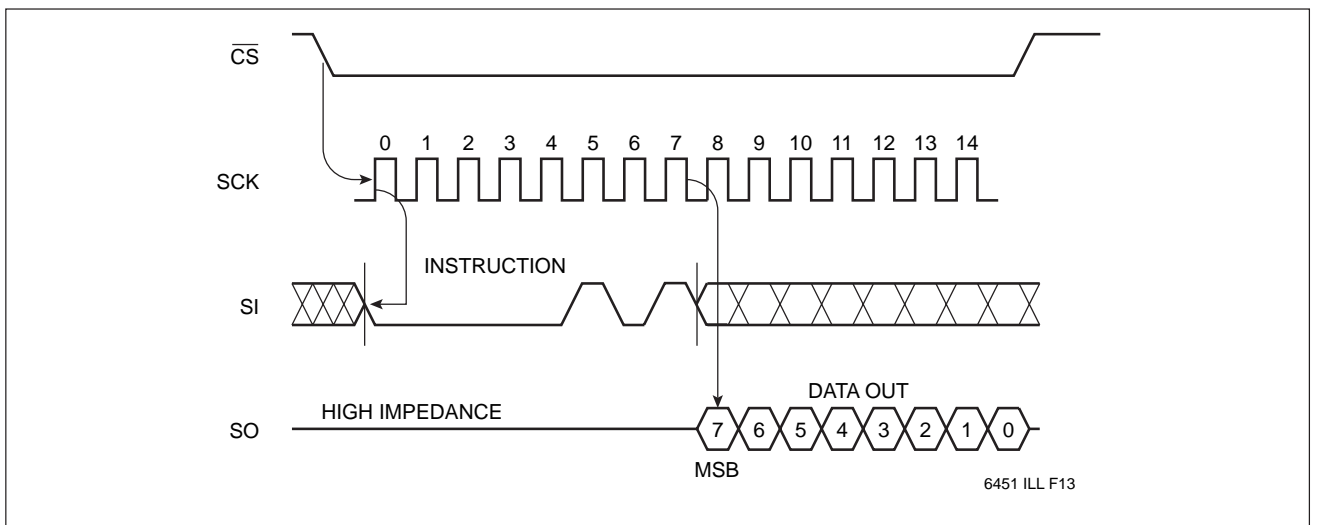 CS
0 1 2 3 4 5 6 7 8 9 10 11 12 13 14
SCK
INSTRUCTION
SI
DATA OUT
HIGH IMPEDANCE
SO
7 6 5 4 3 2 1 0
MSB
6451 ILL F13